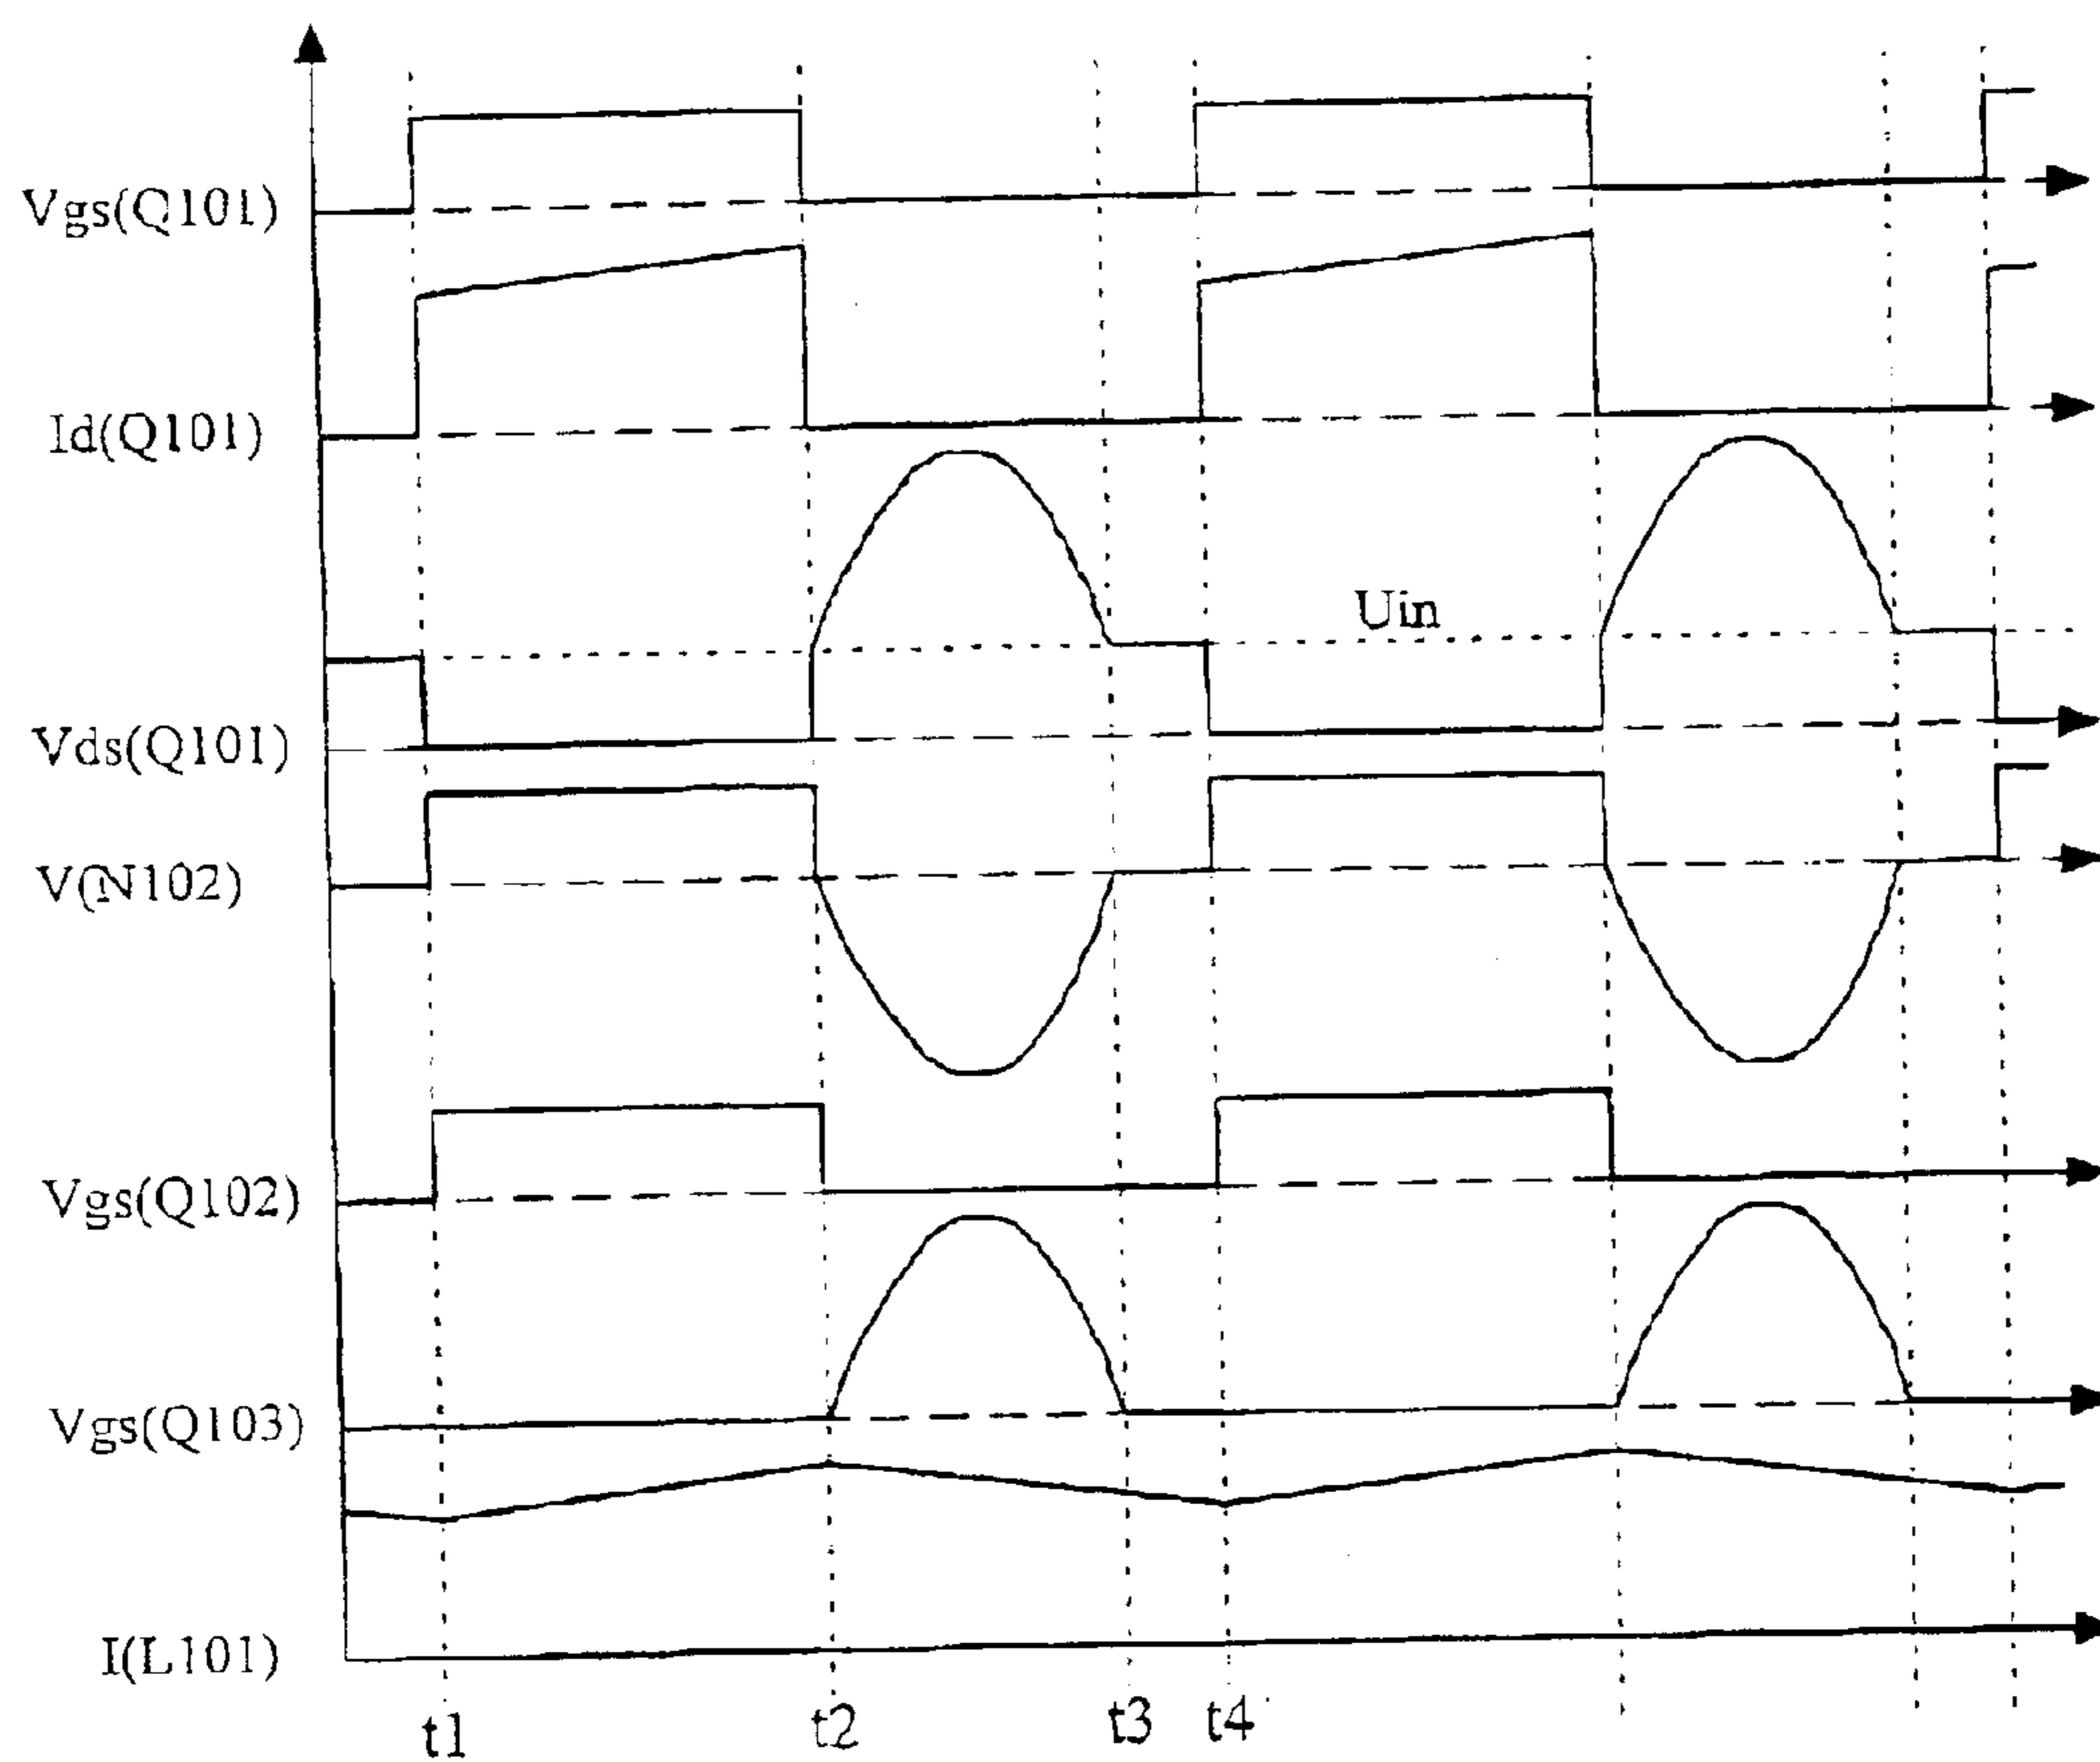 Vgs(Q101)
Id(Q101)
Uin
Vds(Q101)
V(N102)
Vgs(Q102)
Vgs(Q103)
I(L101)
t1 t2 t3 t4